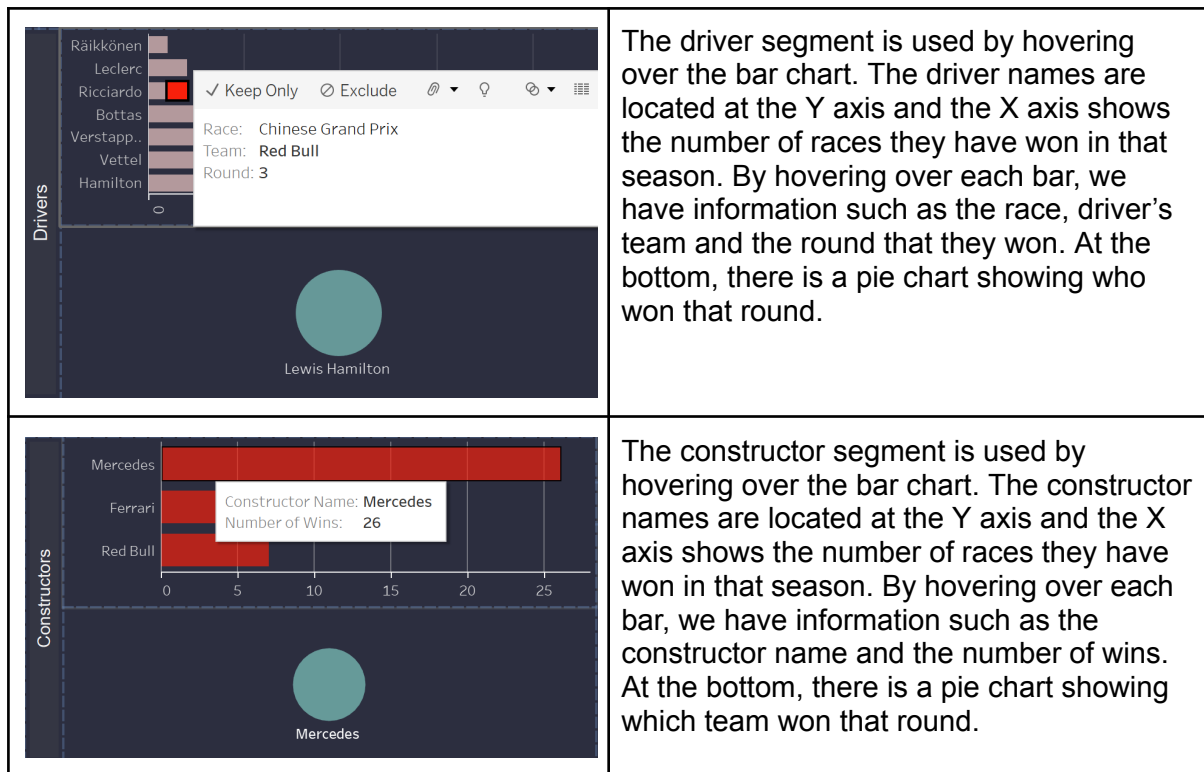 Räikkönen
Leclerc
Ricciardo
Bottas
Verstapp..
Vettel
Hamilton
0
Drivers
Keep Only Exclude
Race: Chinese Grand Prix
Team: Red Bull
Round: 3
Lewis Hamilton
The driver segment is used by hovering
over the bar chart. The driver names are
located at the Y axis and the X axis shows
the number of races they have won in that
season. By hovering over each bar, we
have information such as the race, driver's
team and the round that they won. At the
bottom, there is a pie chart showing who
won that round.
Mercedes
Ferrari
Red Bull
0 5 10 15 20 25
Constructors
Constructor Name: Mercedes
Number of Wins: 26
Mercedes
The constructor segment is used by
hovering over the bar chart. The constructor
names are located at the Y axis and the X
axis shows the number of races they have
won in that season. By hovering over each
bar, we have information such as the
constructor name and the number of wins.
At the bottom, there is a pie chart showing
which team won that round.